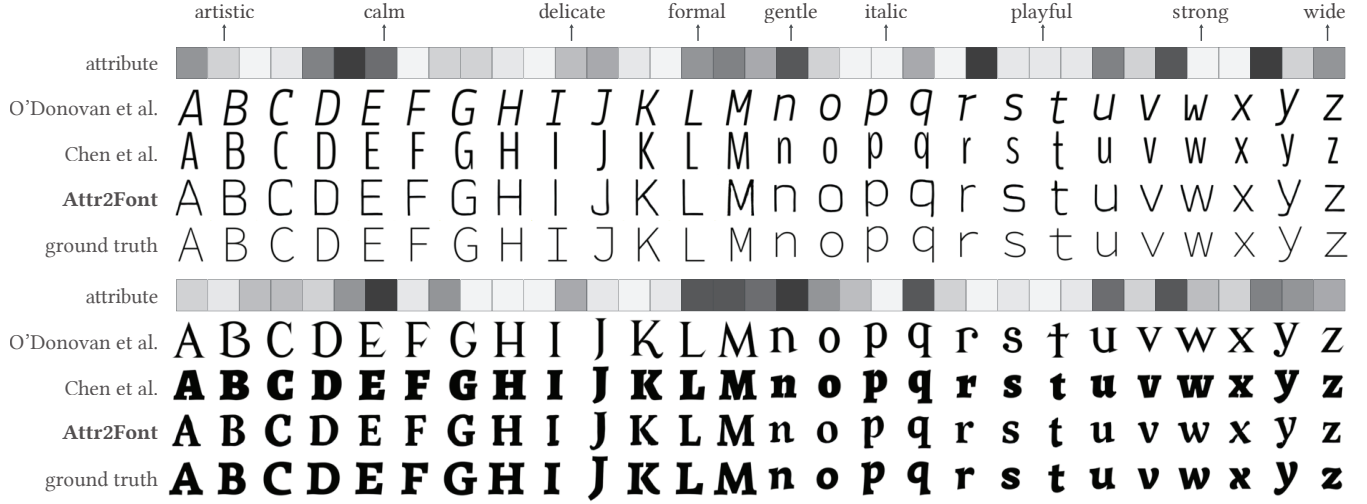 artistic calm delicate formal gentle italic playful strong wide
attribute
O'Donovan et al. A B C D E F G H I J K L M n o p q r s t u v w x y z
Chen et al. A B C D E F G H I J K L M n o p q r s t u v w x y z
Attr2Font A B C D E F G H I J K L M n o p q r s t u v w x y z
ground truth A B C D E F G H I J K L M n o p q r s t u v w x y z
attribute
O'Donovan et al. A B C D E F G H I J K L M n o p q r s t u v w x y z
Chen et al. A B C D E F G H I J K L M n o p q r s t u v w x y z
Attr2Font A B C D E F G H I J K L M n o p q r s t u v w x y z
ground truth A B C D E F G H I J K L M n o p q r s t u v w x y z